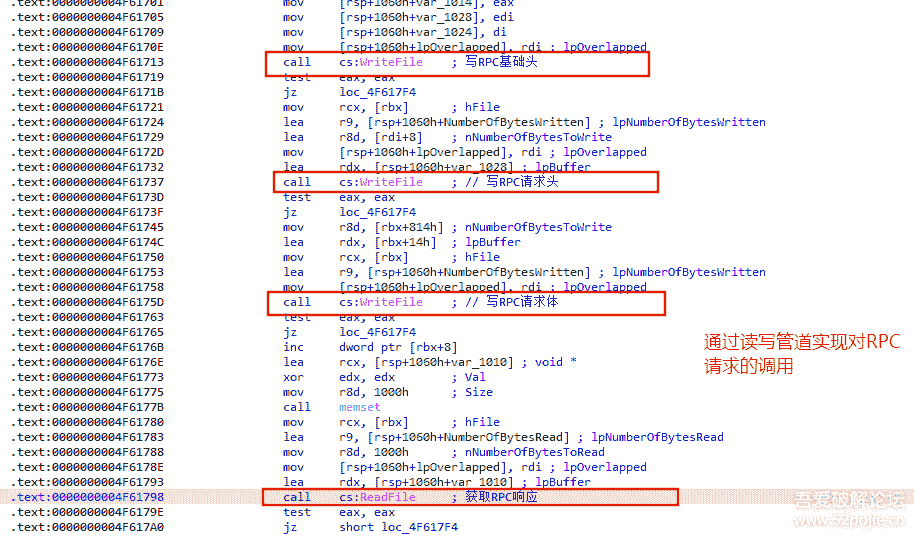 .text:0000000004F61701 mov [rsp+1060h+var_1014], eax
.text:0000000004F61705 mov [rsp+1060h+var_1028], edi
.text:0000000004F61709 mov [rsp+1060h+var_1024], di
.text:0000000004F6170E mov [rsp+1060h+lpOverlapped], rdi ; lpOverlapped
.text:0000000004F61713 call cs:WriteFile ; 写RPC基础头
.text:0000000004F61719 test eax, eax
.text:0000000004F6171B jz loc_4F617F4
.text:0000000004F61721 mov rcx, [rbx] ; hFile
.text:0000000004F61724 lea r9, [rsp+1060h+NumberOfBytesWritten] ; lpNumberOfBytesWritten
.text:0000000004F61729 lea r8d, [rdi+8] ; nNumberOfBytesToWrite
.text:0000000004F6172D mov [rsp+1060h+lpOverlapped], rdi ; lpOverlapped
.text:0000000004F61732 lea rdx, [rsp+1060h+var_1028] ; lpBuffer
.text:0000000004F61737 call cs:WriteFile ; // 写RPC请求头
.text:0000000004F6173D test eax, eax
.text:0000000004F6173F jz loc_4F617F4
.text:0000000004F61745 mov r8d, [rbx+814h] ; nNumberOfBytesToWrite
.text:0000000004F6174C lea rdx, [rbx+14h] ; lpBuffer
.text:0000000004F61750 mov rcx, [rbx] ; hFile
.text:0000000004F61753 lea r9, [rsp+1060h+NumberOfBytesWritten] ; lpNumberOfBytesWritten
.text:0000000004F61758 mov [rsp+1060h+lpOverlapped], rdi ; lpOverlapped
.text:0000000004F6175D call cs:WriteFile ; // 写RPC请求体
.text:0000000004F61763 test eax, eax
.text:0000000004F61765 jz loc_4F617F4
.text:0000000004F6176B inc dword ptr [rbx+8]
.text:0000000004F6176E lea rcx, [rsp+1060h+var_1010] ; void *
.text:0000000004F61773 xor edx, edx ; Val
.text:0000000004F61775 mov r8d, 1000h ; Size
.text:0000000004F6177B call memset
.text:0000000004F61780 mov rcx, [rbx] ; hFile
.text:0000000004F61783 lea r9, [rsp+1060h+NumberOfBytesRead] ; lpNumberOfBytesRead
.text:0000000004F61788 mov r8d, 1000h ; nNumberOfBytesToRead
.text:0000000004F6178E mov [rsp+1060h+lpOverlapped], rdi ; lpOverlapped
.text:0000000004F61793 lea rdx, [rsp+1060h+var_1010] ; lpBuffer
.text:0000000004F61798 call cs:ReadFile ; 获取RPC响应
.text:0000000004F6179E test eax, eax
.text:0000000004F617A0 jz short loc_4F617F4
通过读写管道实现对RPC
请求的调用
吾爱破解论坛
www.52pojie.cn